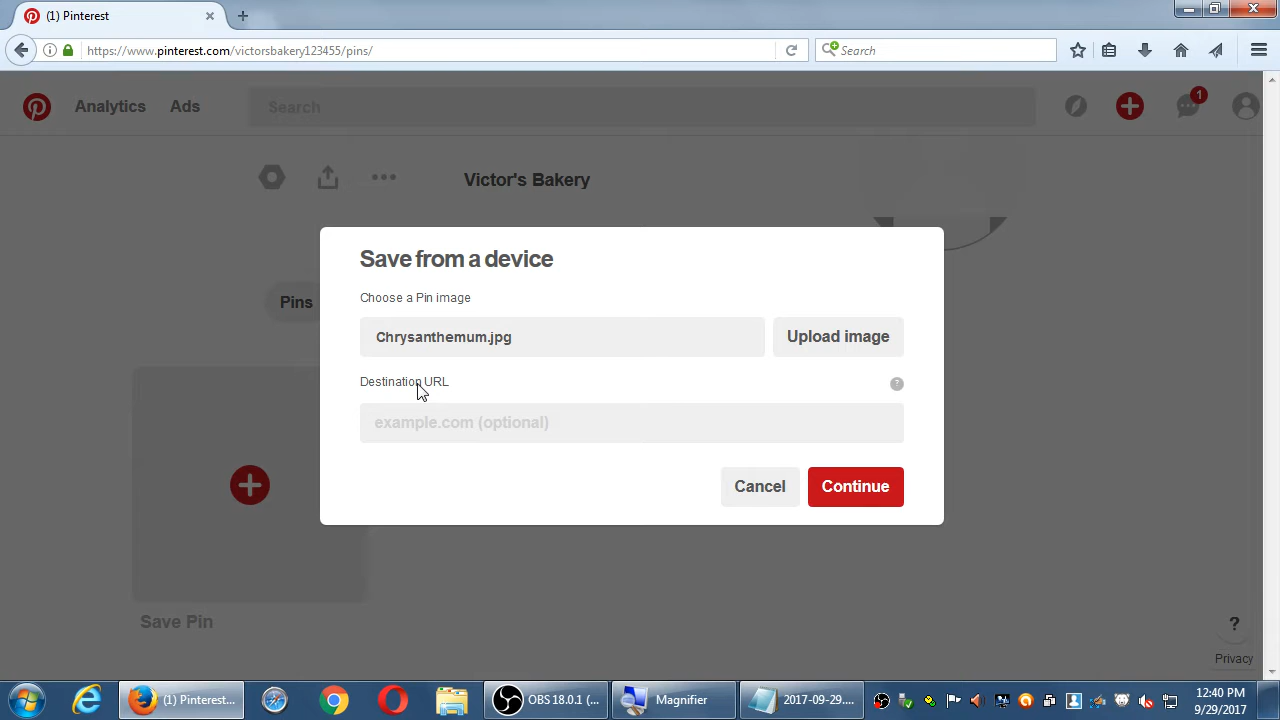 (1) Pinterest
https://www.pinterest.com/victorsbakery123455/pins/
Search
Analytics
Ads
Search
1
Victor's Bakery
Save from a device
Choose a Pin image
Pins
Chrysanthemum.jpg
Upload image
Destination URL
?
example.com (optional)
Cancel
Continue
Save Pin
?
Privacy
(1) Pinterest...
OBS 18.0.1 (...
Magnifier
2017-09-29....
12:40 PM
9/29/2017